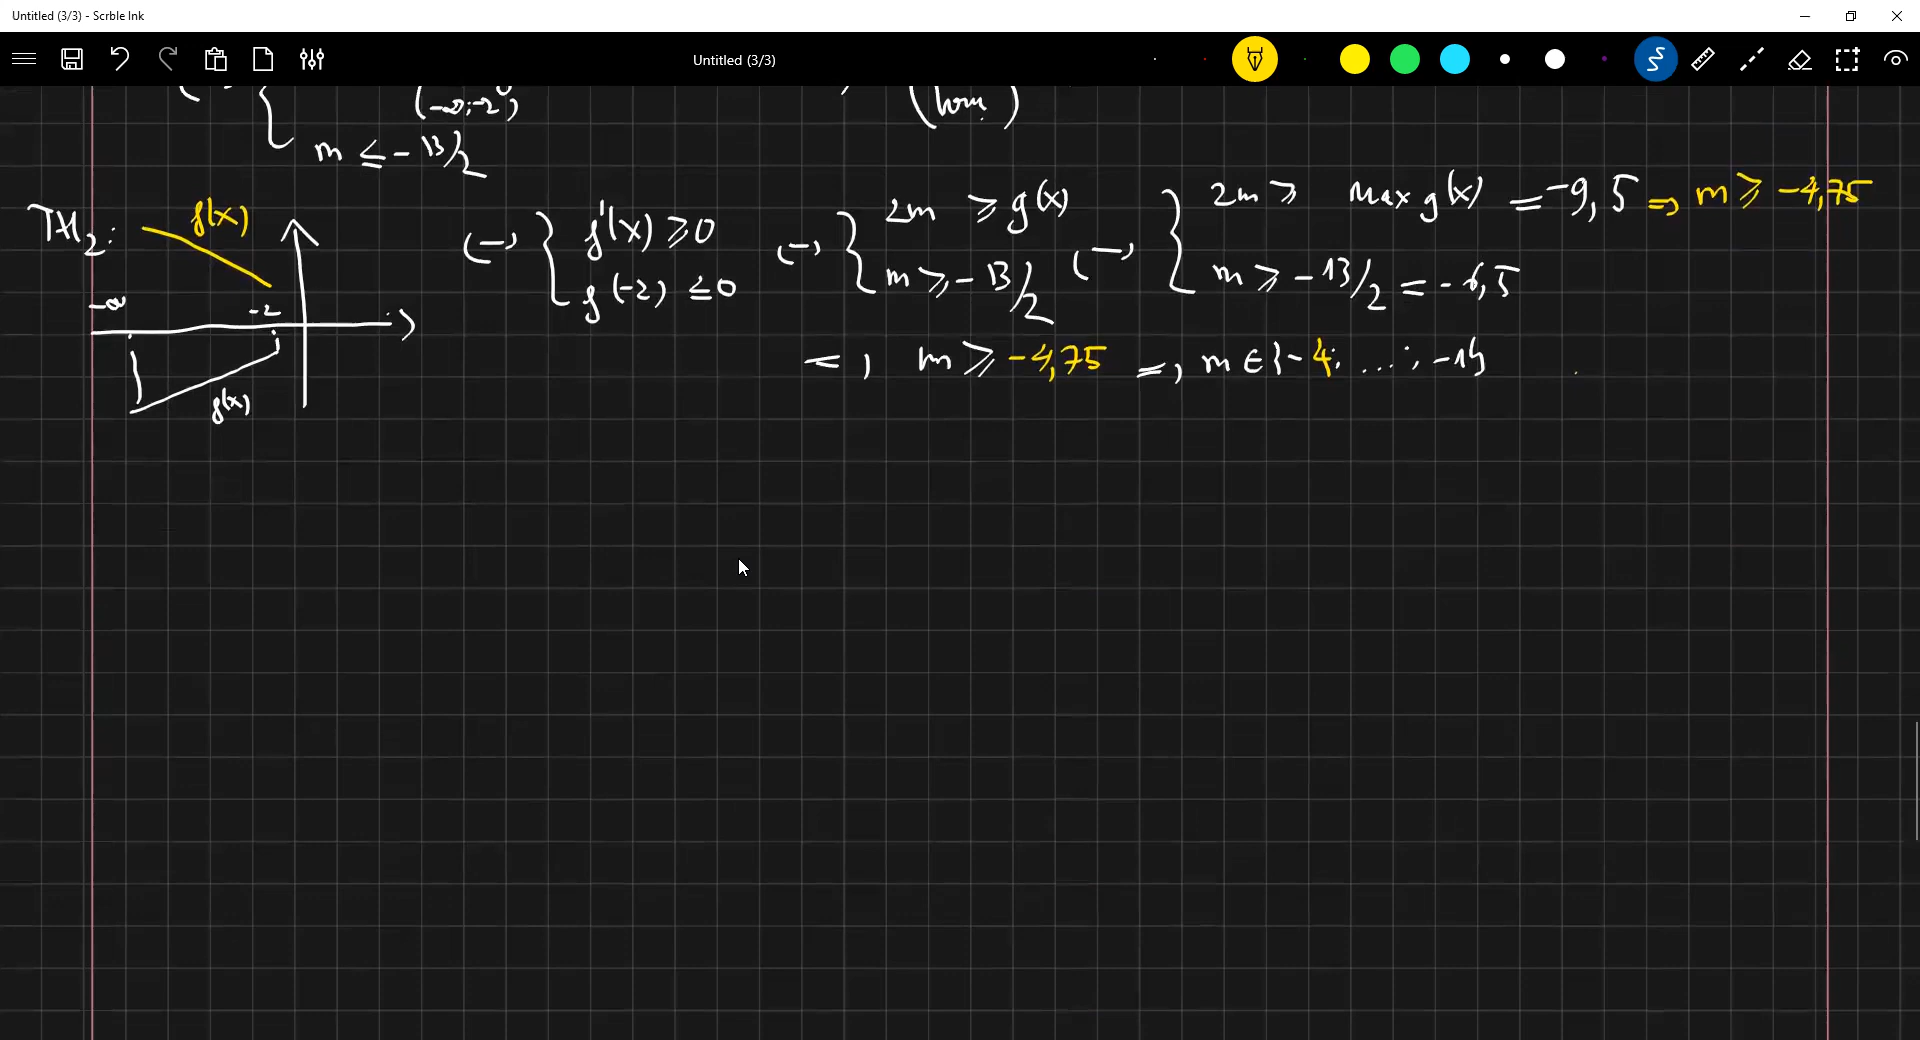 Untitled (3/3) - Scrble Ink
Untitled (3/3)
(-∞;-2)
m ≤ -13/2
TH2:
f(x)
-∞
-2
f(x)
f'(x) ≥ 0
f(-2) ≤ 0
2m ≥ g(x)
m ≥ -13/2
2m ≥ max g(x) = -9,5 => m ≥ -4,75
m ≥ -13/2 = -6,5
=> m ≥ -4,75 => m ∈ {-4; ...; -1}